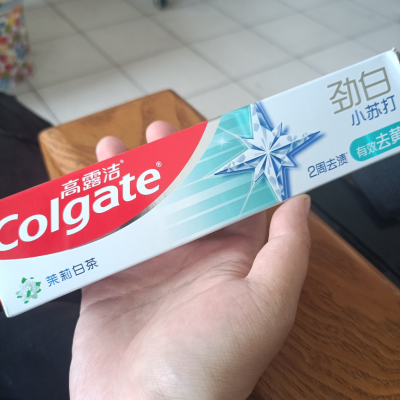 高露洁®
Colgate®
茉莉白茶
劲白
小苏打
有效去黄
2周去渍